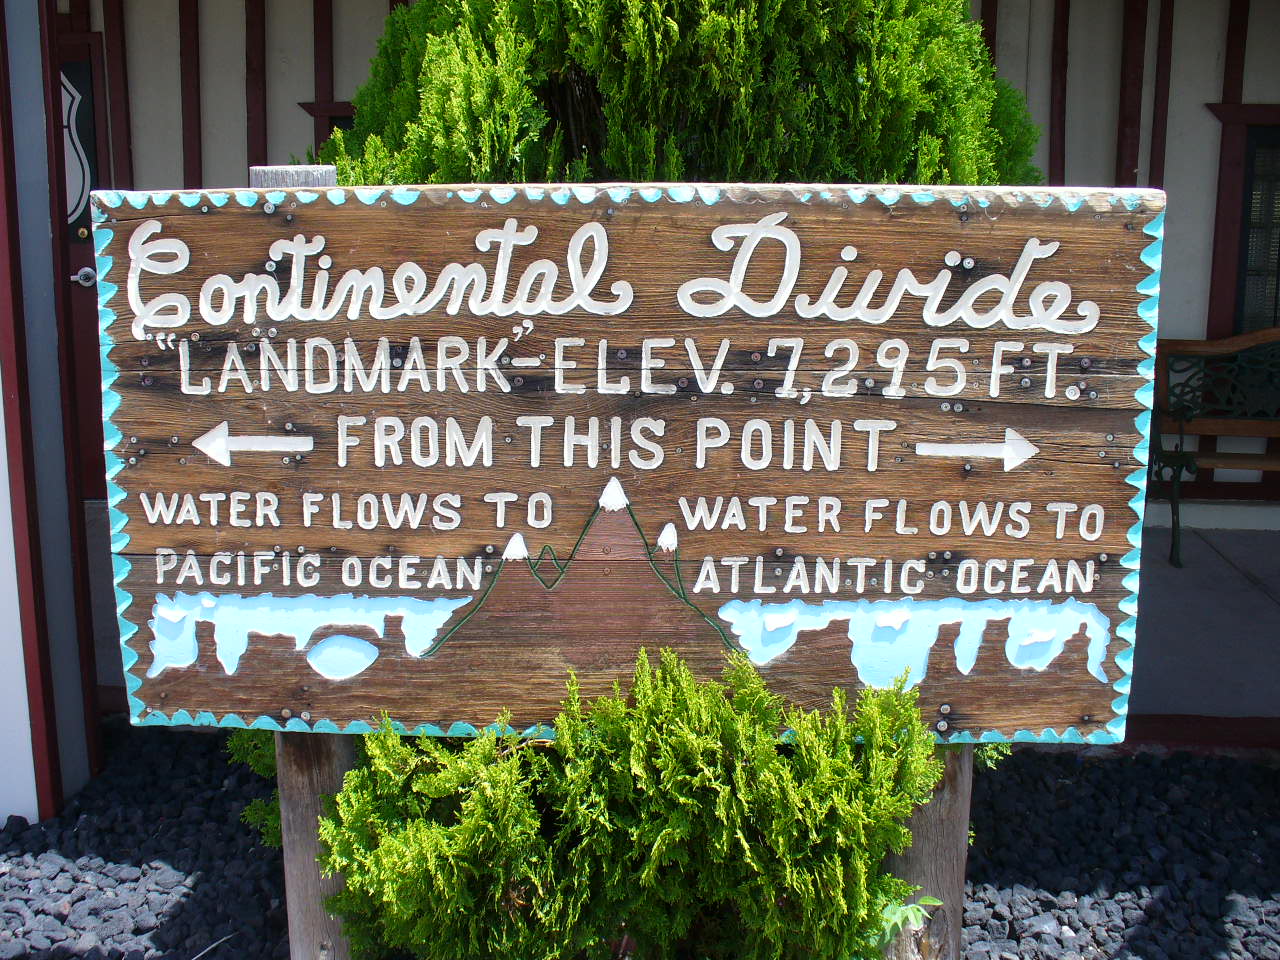 Continental Divide
"LANDMARK"-ELEV. 7,295 FT.
FROM THIS POINT
WATER FLOWS TO
PACIFIC OCEAN
WATER FLOWS TO
ATLANTIC OCEAN